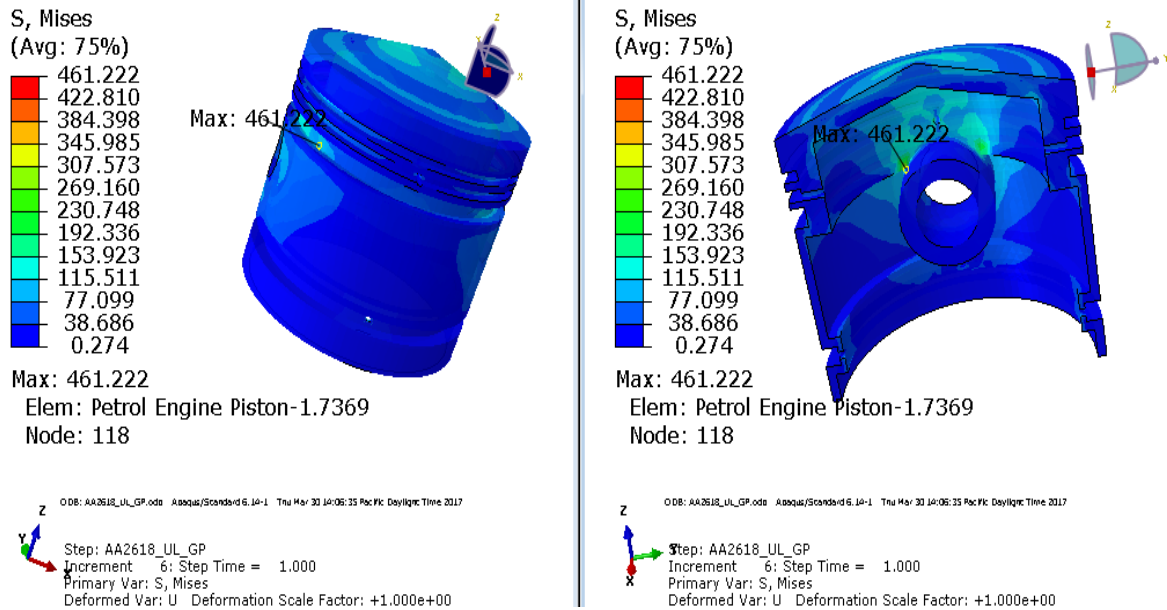 S, Mises
(Avg: 75%)
461.222
422.810
384.398
345.985
307.573
269.160
230.748
192.336
153.923
115.511
77.099
38.686
0.274
Max: 461.222
Elem: Petrol Engine Piston-1.7369
Node: 118
Max: 461.222
Z
X
ODB: AA2618_UL_GP.odb Abaqus/Standard 6.14-1 Thu Mar 30 14:06:35 Pacific Daylight Time 2017
Z
Y
X
Step: AA2618_UL_GP
Increment 6: Step Time = 1.000
Primary Var: S, Mises
Deformed Var: U Deformation Scale Factor: +1.000e+00
S, Mises
(Avg: 75%)
461.222
422.810
384.398
345.985
307.573
269.160
230.748
192.336
153.923
115.511
77.099
38.686
0.274
Max: 461.222
Elem: Petrol Engine Piston-1.7369
Node: 118
Max: 461.222
Z
Y
X
ODB: AA2618_UL_GP.odb Abaqus/Standard 6.14-1 Thu Mar 30 14:06:35 Pacific Daylight Time 2017
Z
X
Step: AA2618_UL_GP
Increment 6: Step Time = 1.000
Primary Var: S, Mises
Deformed Var: U Deformation Scale Factor: +1.000e+00